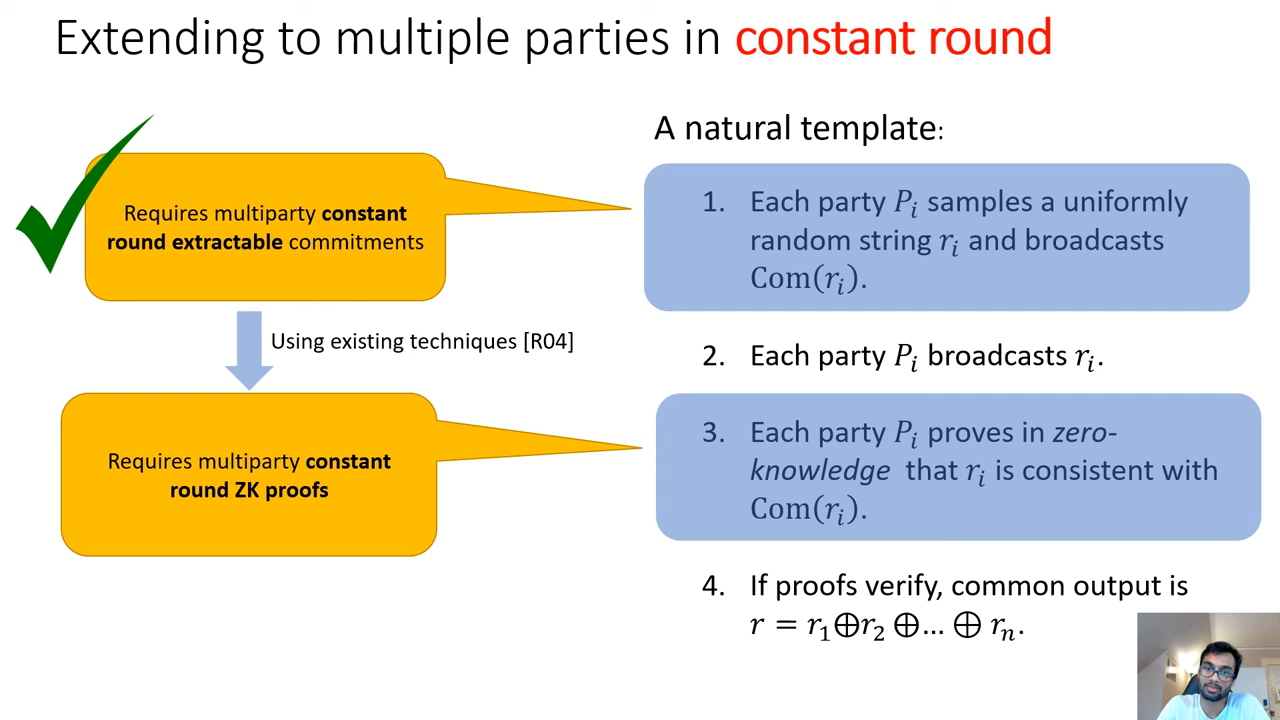 Extending to multiple parties in constant round
A natural template:
Requires multiparty constant
round extractable commitments
1. Each party 𝑃ᵢ samples a uniformly
random string 𝑟ᵢ and broadcasts
Com(𝑟ᵢ).
Using existing techniques [R04]
2. Each party 𝑃ᵢ broadcasts 𝑟ᵢ.
Requires multiparty constant
round ZK proofs
3. Each party 𝑃ᵢ proves in zero-
knowledge that 𝑟ᵢ is consistent with
Com(𝑟ᵢ).
4. If proofs verify, common output is
𝑟 = 𝑟₁⊕𝑟₂ ⊕… ⊕ 𝑟ₙ.